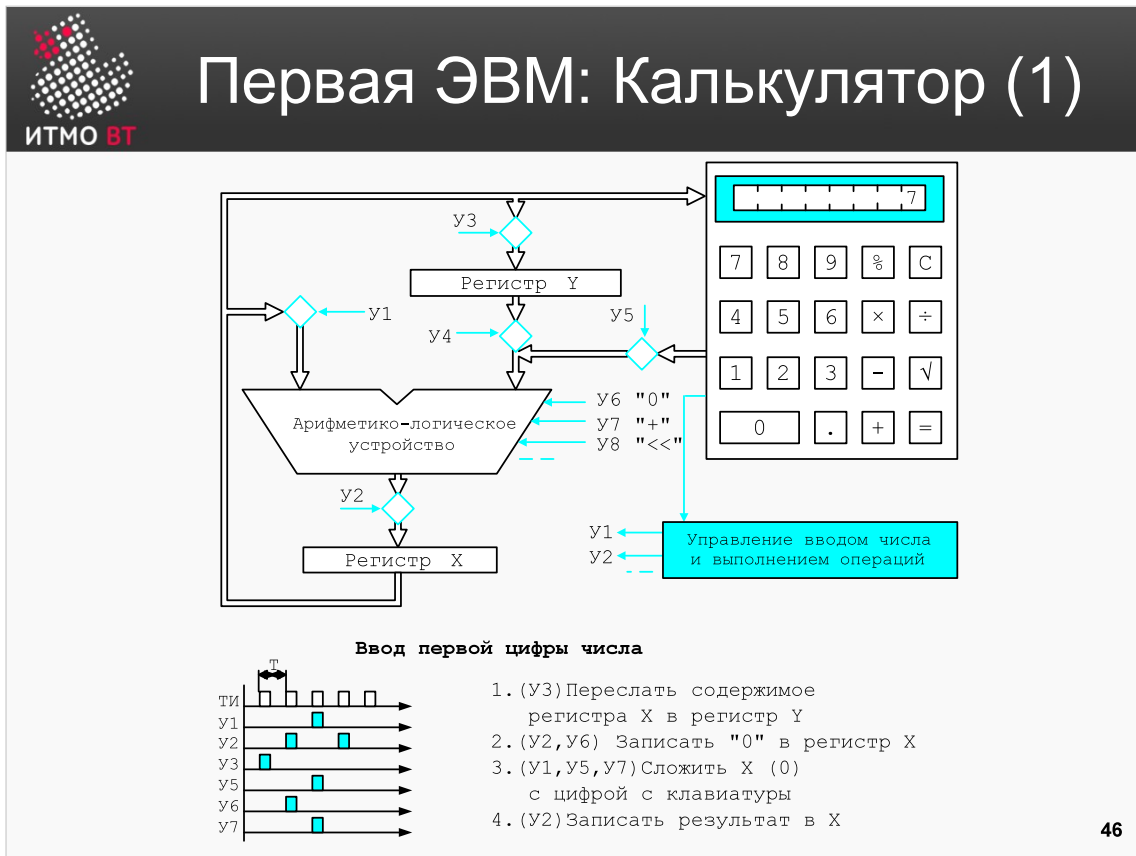 ИТМО ВТ
Первая ЭВМ: Калькулятор (1)
7
У3
Регистр Y
У1
У4
У5
7 8 9 % C
4 5 6 × ÷
1 2 3 - √
0 . + =
Арифметико-логическое
устройство
У6 "0"
У7 "+"
У8 "<<"
У2
Регистр X
У1
У2
Управление вводом числа
и выполнением операций
Ввод первой цифры числа
T
ТИ
У1
У2
У3
У5
У6
У7
1.(У3)Переслать содержимое
регистра X в регистр Y
2.(У2,У6) Записать "0" в регистр X
3.(У1,У5,У7)Сложить X (0)
с цифрой с клавиатуры
4.(У2)Записать результат в X
46